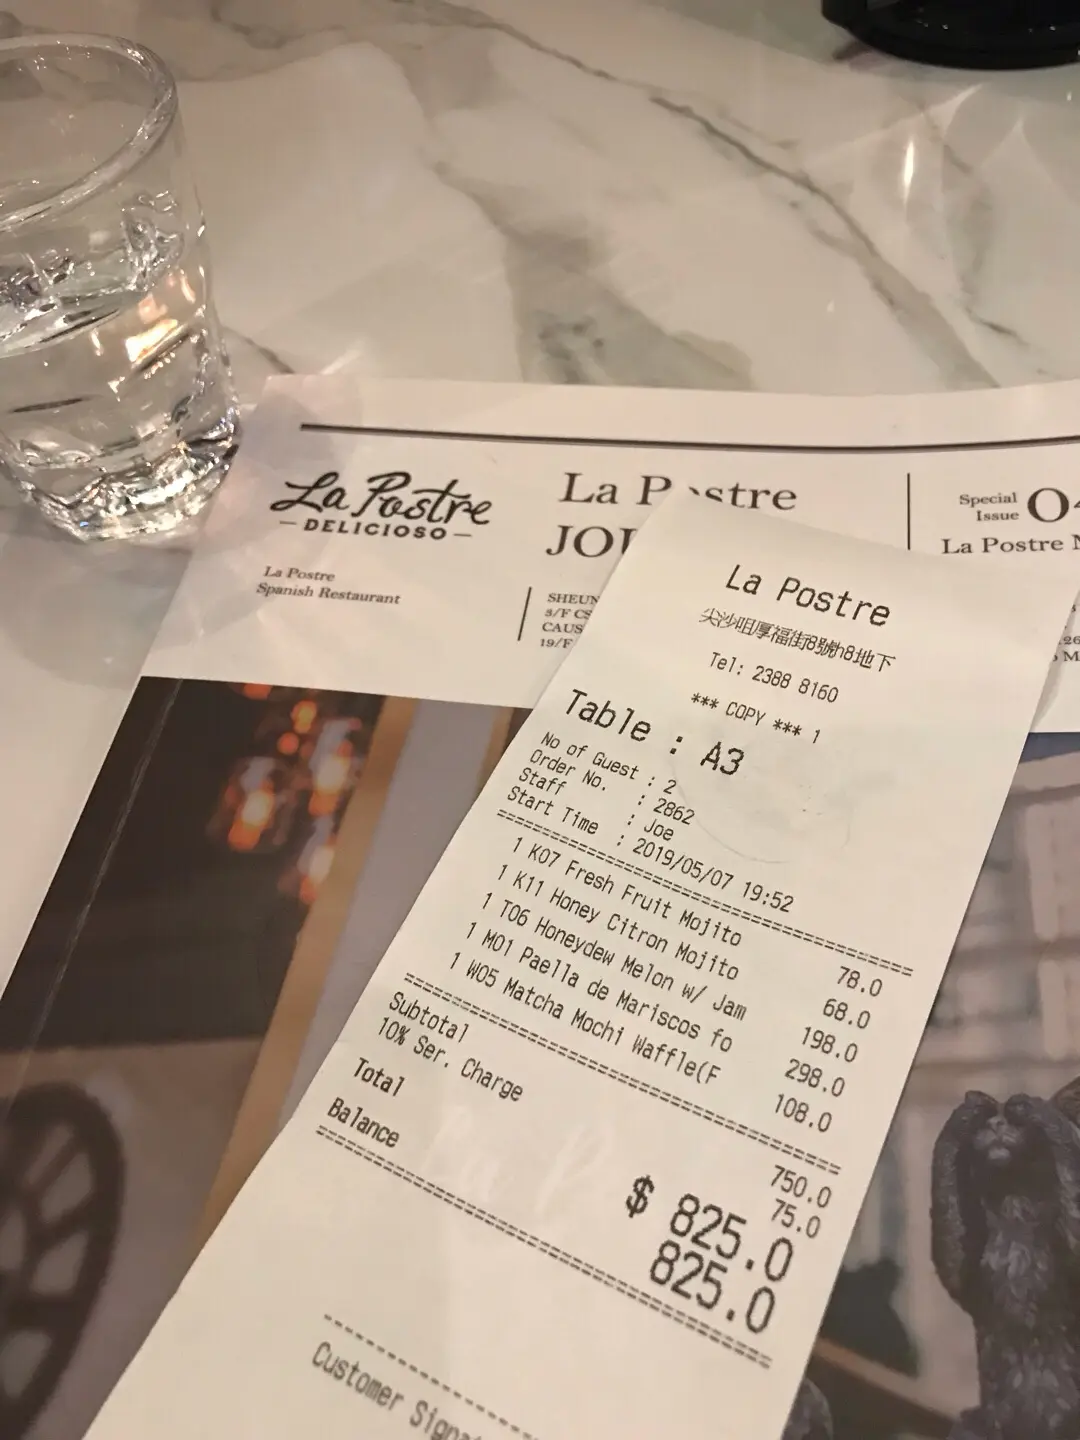 La Postre
— DELICIOSO —
La Postre
Spanish Restaurant
La Postre
Special
Issue
La Postre
3/F
19/F
La Postre
尖沙咀厚福街8號h8地下
Tel: 2388 8160
*** COPY *** 1
Table : A3
No of Guest : 2
Order No. : 2862
Staff : Joe
Start Time : 2019/05/07 19:52
1 K07 Fresh Fruit Mojito 78.0
1 K11 Honey Citron Mojito 68.0
1 T06 Honeydew Melon w/ Jam 198.0
1 M01 Paella de Mariscos fo 298.0
1 W05 Matcha Mochi Waffle(F 108.0
Subtotal 750.0
10% Ser. Charge 75.0
Total $ 825.0
Balance 825.0
Customer